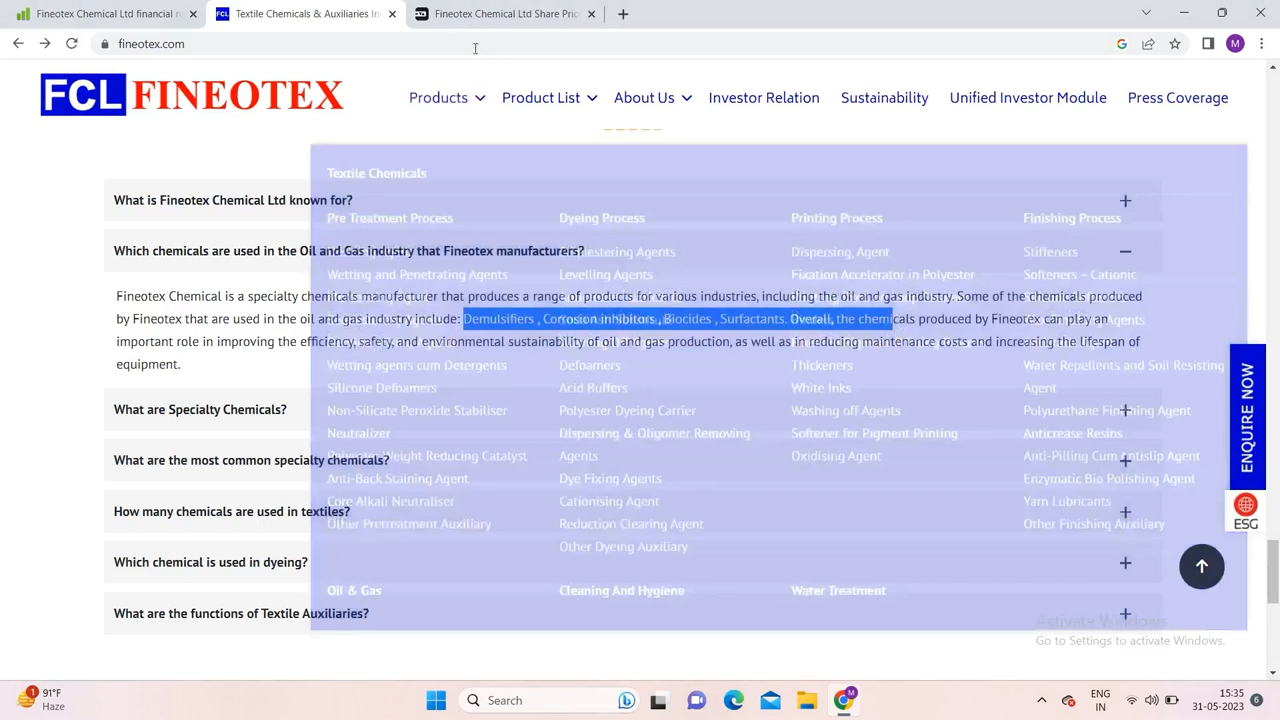 Fineotex Chemical Ltd financial r
Textile Chemicals & Auxiliaries In
Fineotex Chemical Ltd Share Pric
fineotex.com
M
FCL FINEOTEX
Products
Product List
About Us
Investor Relation
Sustainability
Unified Investor Module
Press Coverage
Textile Chemicals
What is Fineotex Chemical Ltd known for?
Pre Treatment Process
Dyeing Process
Printing Process
Finishing Process
Which chemicals are used in the Oil and Gas industry that Fineotex manufacturers?
Dispersing, Agent
Stiffeners
Wetting and Penetrating Agents
Levelling Agents
Fixation Accelerator in Polyester
Softeners – Cationic
Fineotex Chemical is a specialty chemicals manufacturer that produces a range of products for various industries, including the oil and gas industry. Some of the chemicals produced
by Fineotex that are used in the oil and gas industry include: Demulsifiers , Corrosion inhibitors , Biocides , Surfactants. Overall, the chemicals produced by Fineotex can play an
important role in improving the efficiency, safety, and environmental sustainability of oil and gas production, as well as in reducing maintenance costs and increasing the lifespan of
equipment.
Wetting agents cum Detergents
Defoamers
Thickeners
Water Repellents and Soil Resisting
Agent
Silicone Defoamers
Acid Buffers
White Inks
What are Specialty Chemicals?
Non-Silicate Peroxide Stabiliser
Polyester Dyeing Carrier
Washing off Agents
Polyurethane Finishing Agent
Neutralizer
Dispersing & Oligomer Removing
Agents
Softener for Pigment Printing
Anticrease Resins
What are the most common specialty chemicals?
Polyester Weight Reducing Catalyst
Oxidising Agent
Anti-Pilling Cum Antislip Agent
Anti-Back Staining Agent
Dye Fixing Agents
Enzymatic Bio Polishing Agent
Core Alkali Neutraliser
Cationising Agent
Yarn Lubricants
How many chemicals are used in textiles?
Other Pretreatment Auxiliary
Reduction Clearing Agent
Other Finishing Auxiliary
Other Dyeing Auxiliary
Which chemical is used in dyeing?
Oil & Gas
Cleaning And Hygiene
Water Treatment
What are the functions of Textile Auxiliaries?
ENQUIRE NOW
ESG
Activate Windows
Go to Settings to activate Windows.
1
91°F
Haze
Search
M
ENG
IN
15:35
31-05-2023
6